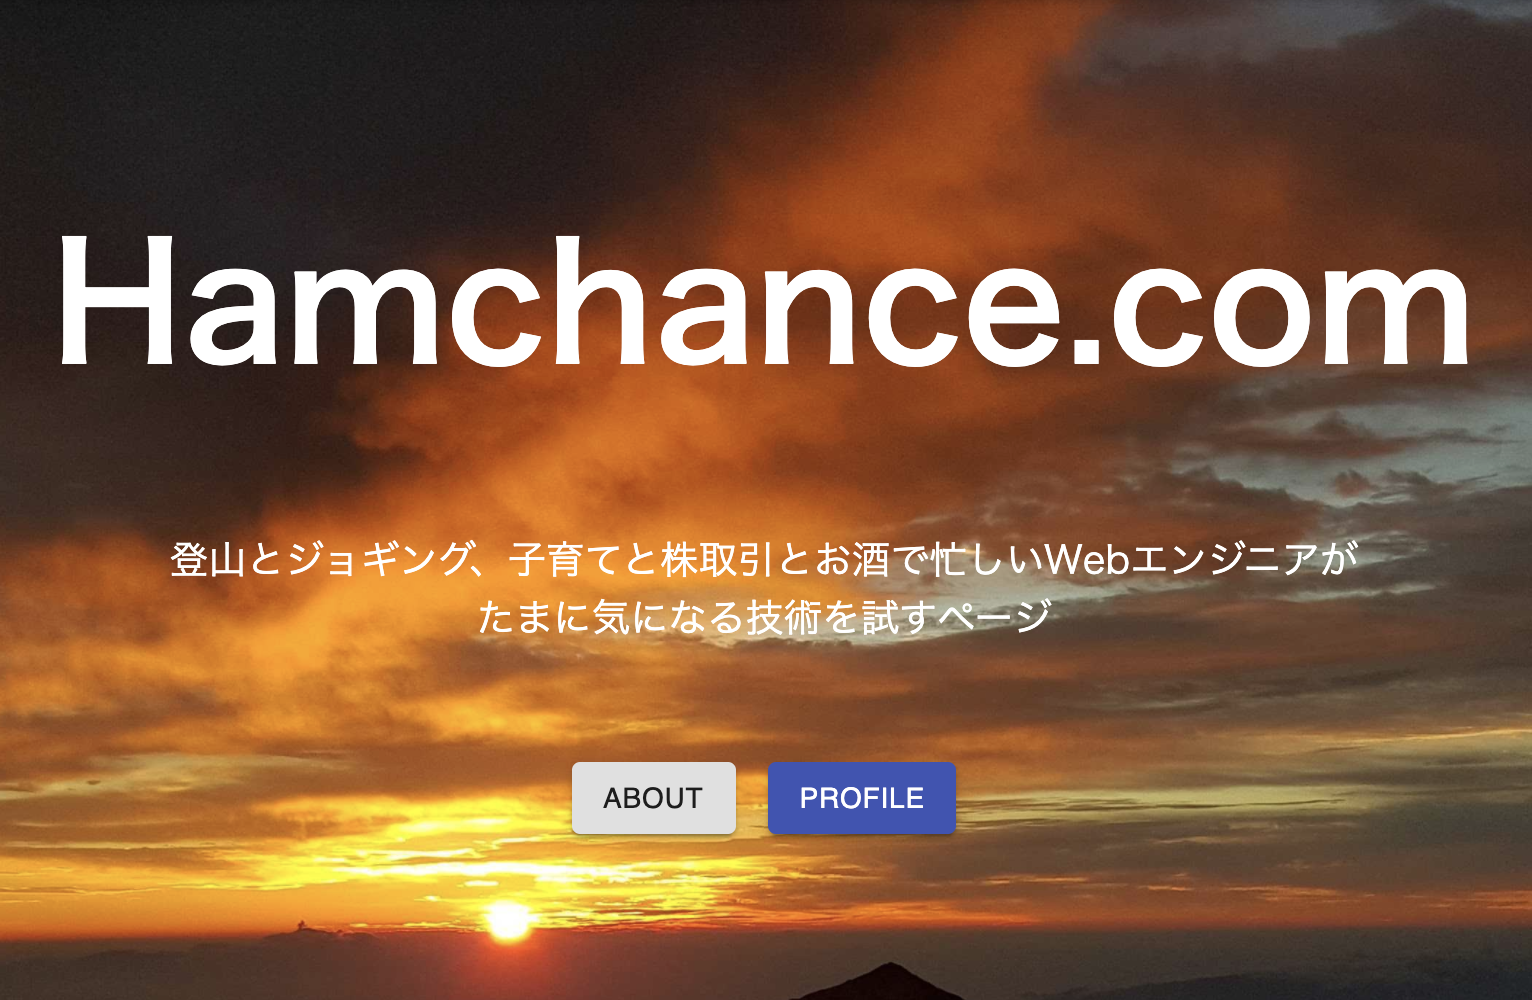 Hamchance.com
登山とジョギング、子育てと株取引とお酒で忙しいWebエンジニアが
たまに気になる技術を試すページ
ABOUT
PROFILE